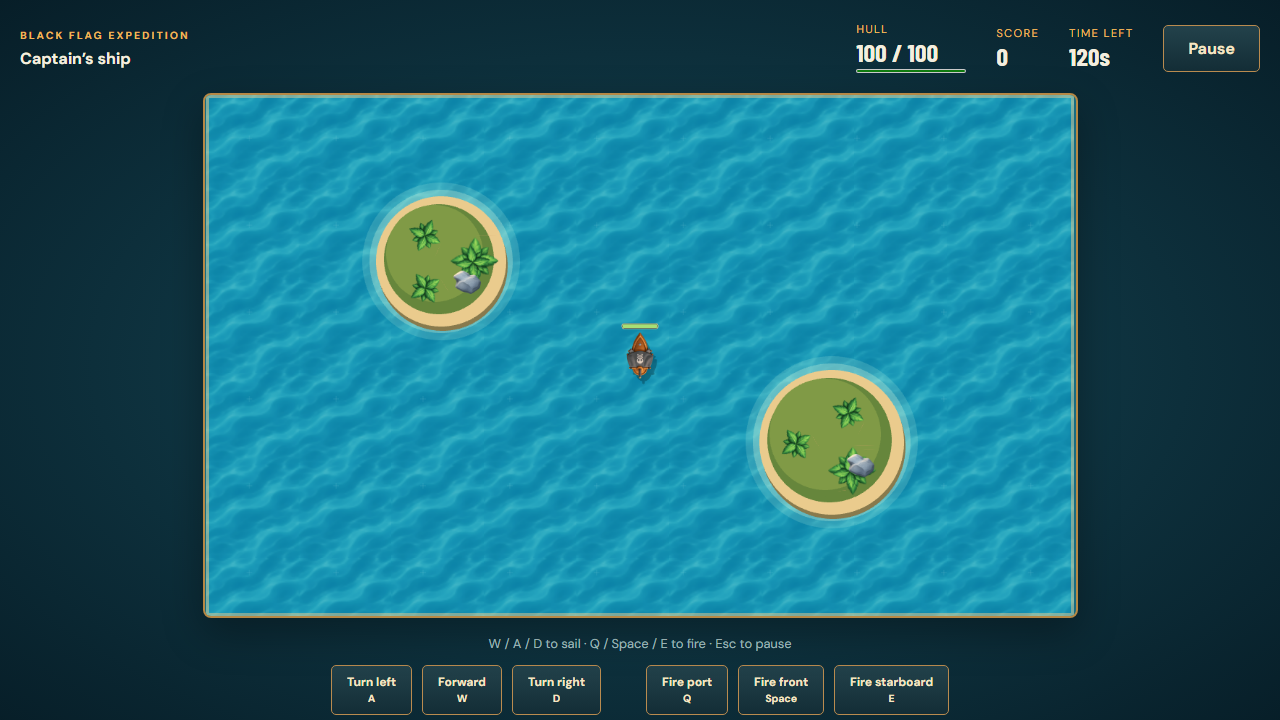 BLACK FLAG EXPEDITION
Captain’s ship
HULL
100 / 100
SCORE
0
TIME LEFT
120s
Pause
W / A / D to sail · Q / Space / E to fire · Esc to pause
Turn left
A
Forward
W
Turn right
D
Fire port
Q
Fire front
Space
Fire starboard
E